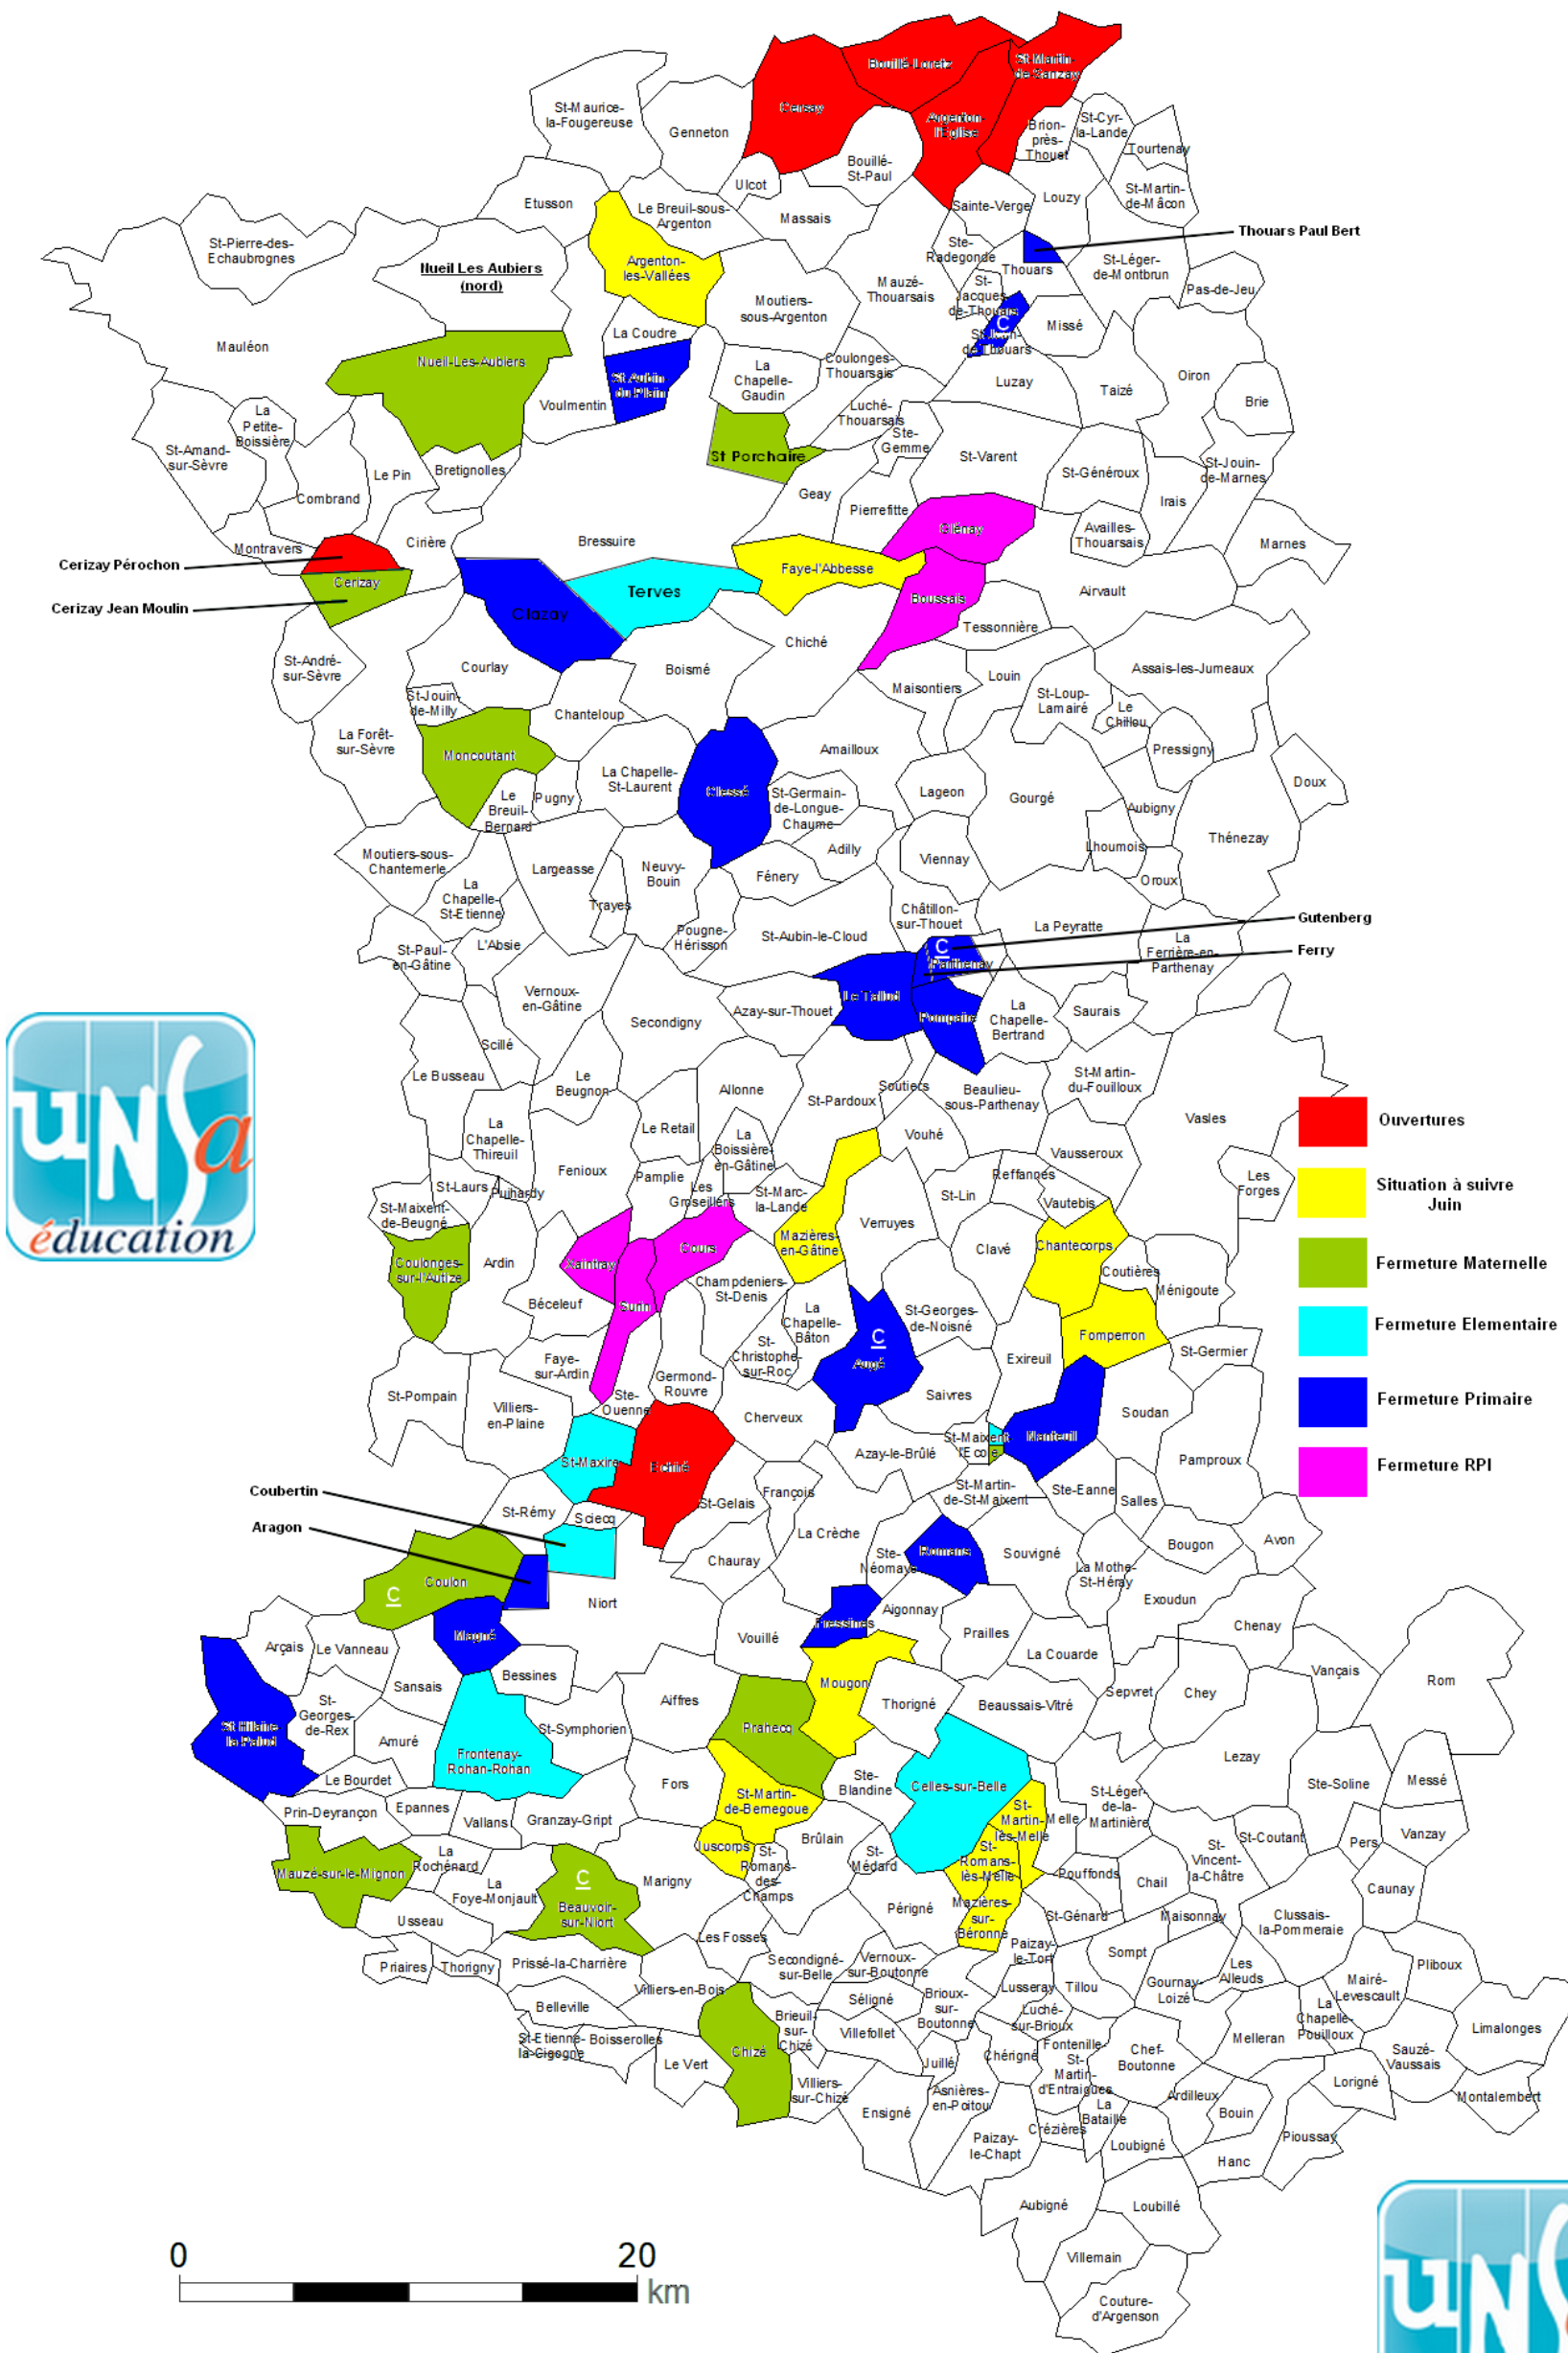 St-Maurice-
la-Fougereuse
Genneton
Cersay
Bouillé Loretz
St Martin
de Sanzay
Argenton
l'Eglise
Brion-
près-
Thouet
St-Cyr-
la-Lande
Tourtenay
Bouillé-
St-Paul
Ulcot
Etusson
Le Breuil-sous-
Argenton
Massais
Sainte-Verge
Louzy
St-Martin-
de-Mâcon
St-Pierre-des-
Echaubrognes
Nueil Les Aubiers
(nord)
Argenton-
les-Vallées
Ste-
Radegonde
Thouars
Thouars Paul Bert
St-Léger-
de-Montbrun
Pas-de-Jeu
Mauzé-
Thouarsais
St-
Jacques-
de-Thouars
Moutiers-
sous-Argenton
C
St-Jean-
de-Thouars
Missé
La Coudre
Mauléon
Nueil-Les-Aubiers
St Aubin
du Plain
La
Chapelle-
Gaudin
Coulonges-
Thouarsais
Luzay
Taizé
Oiron
Brie
Voulmentin
La
Petite-
Boissière
Luché-
Thouarsais
Ste-
Gemme
St-Amand-
sur-Sèvre
Le Pin
Bretignolles
St Porchaire
St-Varent
St-Généroux
St-Jouin-
de-Marnes
Combrand
Geay
Pierrefitte
Irais
Glénay
Availles-
Thouarsais
Marnes
Montravers
Cirière
Bressuire
Cerizay Pérochon
Cerizay
Cerizay Jean Moulin
Faye-l'Abbesse
Terves
Clazay
Boussais
Airvault
Tessonnière
Chiché
St-André-
sur-Sèvre
Courlay
Boismé
Assais-les-Jumeaux
Maisontiers
Louin
St-Loup-
Lamairé
St-Jouin-
de-Milly
Chanteloup
Le
Chillou
La Forêt-
sur-Sèvre
Moncoutant
Amailloux
Pressigny
La Chapelle-
St-Laurent
Clessé
St-Germain-
de-Longue-
Chaume
Lageon
Gourgé
Doux
Le
Breuil-
Bernard
Pugny
Aubigny
Thénezay
Moutiers-sous-
Chantemerle
Largeasse
Neuvy-
Bouin
Adilly
Viennay
Lhoumois
Fénery
Oroux
La
Chapelle-
St-Etienne
Trayes
Châtillon-
sur-Thouet
La Peyratte
Gutenberg
Pougne-
Hérisson
St-Aubin-le-Cloud
C
Parthenay
La
Ferrière-en-
Parthenay
Ferry
St-Paul-
en-Gâtine
L'Absie
Vernoux-
en-Gâtine
Secondigny
Azay-sur-Thouet
Le Tallud
Pompaire
La
Chapelle-
Bertrand
Saurais
Scillé
Le Busseau
Le
Beugnon
Allonne
St-Pardoux
Soutiers
Beaulieu-
sous-Parthenay
St-Martin-
du-Fouilloux
Vasles
Ouvertures
La
Chapelle-
Thireuil
Le Retail
La
Boissière-
en-Gâtine
Vouhé
Vausseroux
Fenioux
Pamplie
Les
Groseillers
St-Marc-
la-Lande
Reffannes
St-Lin
Vautebis
Les
Forges
Situation à suivre
Juin
St-Laurs
Puihardy
St-Maixent-
de-Beugné
Mazières-
en-Gâtine
Verruyes
Clavé
Chantecorps
Coulonges-
sur-l'Autize
Ardin
Xaintray
Cours
Surin
Champdeniers-
St-Denis
Coutières
Ménigoute
Fermeture Maternelle
Béceleuf
La
Chapelle-
Bâton
St-Georges-
de-Noisné
Fomperron
Fermeture Elementaire
C
Augé
St-
Christophe-
sur-Roc
Exireuil
St-Germier
Faye-
sur-Ardin
Germond-
Rouvre
St-Pompain
Villiers-
en-Plaine
Ste-
Ouenne
Cherveux
Saivres
Soudan
Fermeture Primaire
St-Maixent
l'Ecole
Nanteuil
Azay-le-Brûlé
Pamproux
Fermeture RPI
St-Maxire
Echiré
Coubertin
St-Rémy
Sciecq
St-Gelais
François
St-Martin-
de-St-Maixent
Ste-Eanne
Salles
Aragon
La Crèche
Chauray
Ste-
Néomaye
Romans
Souvigné
La Mothe-
St-Héray
Bougon
Avon
C
Coulon
Niort
Exoudun
Magné
Fressines
Aigonnay
Prailles
Chenay
Arçais
Le Vanneau
Vouillé
La Couarde
Bessines
Sansais
Mougon
Thorigné
Beaussais-Vitré
Sepvret
Chey
Vançais
Rom
St Hilaire
la Palud
St-
Georges-
de-Rex
Amuré
Aiffres
Prahecq
St-Symphorien
Frontenay-
Rohan-Rohan
Le Bourdet
Fors
Ste-
Blandine
Celles-sur-Belle
Lezay
Ste-Soline
Messé
St-Martin-
de-Bernegoue
Prin-Deyrançon
Epannes
Vallans
Granzay-Gript
St-
Martin-
lès-Melle
Melle
St-Léger-
de-la-
Martinière
Juscorps
Brûlain
St-
Romans-
des-
Champs
St-
Médard
St-
Romans-
lès-Melle
St-
Vincent-
la-Châtre
St-Coutant
Pers
Vanzay
Mauzé-sur-le-Mignon
La
Rochénard
La
Foye-Monjault
C
Beauvoir-
sur-Niort
Marigny
Pouffonds
Chail
Caunay
Usseau
Périgné
Mazières-
sur-
Béronne
St-Génard
Maisonnay
Clussais-
la-Pommeraie
Les Fosses
Paizay-
le-Tort
Sompt
Priaires
Thorigny
Prissé-la-Charrière
Secondigné-
sur-Belle
Vernoux-
sur-Boutonne
Les
Alleuds
Pliboux
Villiers-en-Bois
Séligné
Brioux-
sur-
Boutonne
Lusseray
Tillou
Gournay-
Loizé
Mairé-
Levescault
Belleville
Brieuil-
sur-
Chizé
Villefollet
Luché-
sur-Brioux
La
Chapelle-
Pouilloux
Limalonges
St-Etienne-
la-Cigogne
Boisserolles
Le Vert
Chizé
Juillé
Chérigné
Fontenille-
St-
Martin-
d'Entraigues
Chef-
Boutonne
Melleran
Sauzé-
Vaussais
Villiers-
sur-Chizé
Ensigné
Asnières-
en-Poitou
Ardilleux
Lorigné
Montalembert
La
Bataille
Bouin
Crézières
Paizay-
le-Chapt
Loubigné
Pioussay
Hanc
Aubigné
Loubillé
Villemain
Couture-
d'Argenson
uNSa
éducation
0
20
km
uNS